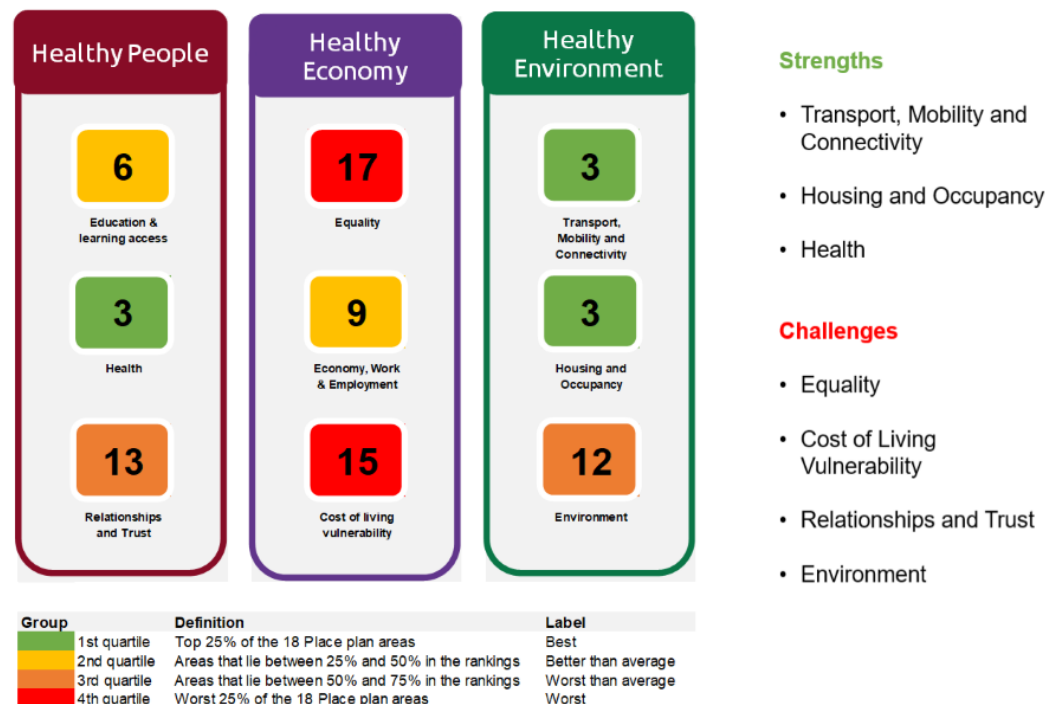 Healthy People
6
Education &
learning access
3
Health
13
Relationships
and Trust
Healthy
Economy
17
Equality
9
Economy, Work
& Employment
15
Cost of living
vulnerability
Healthy
Environment
3
Transport,
Mobility and
Connectivity
3
Housing and
Occupancy
12
Environment
Strengths
• Transport, Mobility and
Connectivity
• Housing and Occupancy
• Health
Challenges
• Equality
• Cost of Living
Vulnerability
• Relationships and Trust
• Environment
Group Definition Label
1st quartile Top 25% of the 18 Place plan areas Best
2nd quartile Areas that lie between 25% and 50% in the rankings Better than average
3rd quartile Areas that lie between 50% and 75% in the rankings Worst than average
4th quartile Worst 25% of the 18 Place plan areas Worst